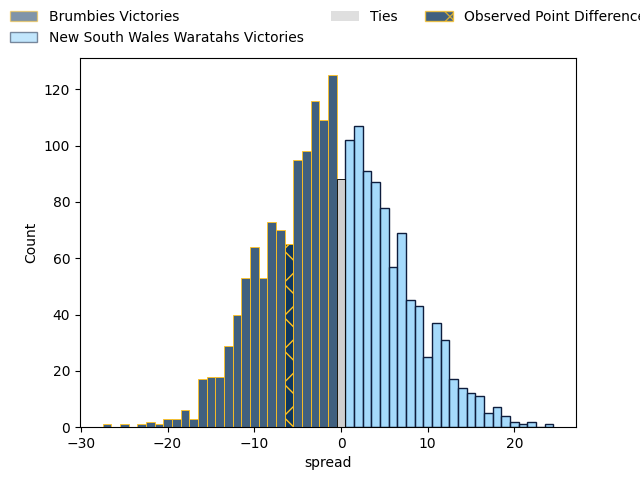 Brumbies Victories
New South Wales Waratahs Victories
Ties
Observed Point Difference
120
100
80
60
40
20
0
Count
−30 −20 −10 0 10 20
spread